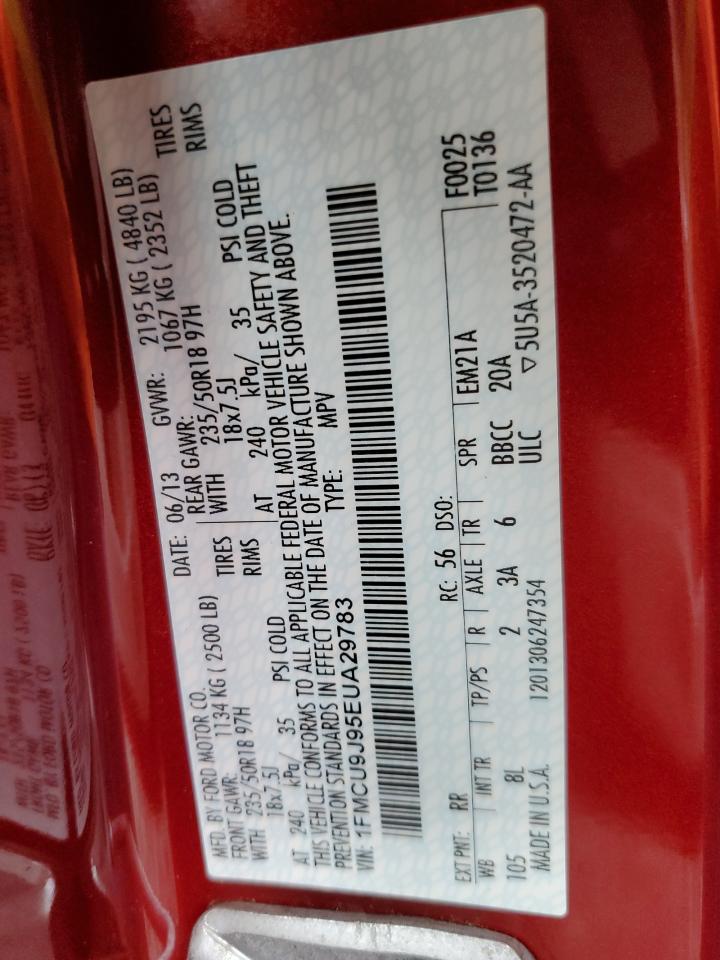 MFD. BY FORD MOTOR CO. DATE: 06/13 GVWR: 2195 KG ( 4840 LB)
FRONT GAWR: 1134 KG ( 2500 LB) REAR GAWR: 1067 KG ( 2352 LB)
WITH 235/50R18 97H TIRES WITH 235/50R18 97H TIRES
18x7.5J RIMS 18x7.5J RIMS
AT 240 kPa/ 35 PSI COLD AT 240 kPa/ 35 PSI COLD
THIS VEHICLE CONFORMS TO ALL APPLICABLE FEDERAL MOTOR VEHICLE SAFETY AND THEFT
PREVENTION STANDARDS IN EFFECT ON THE DATE OF MANUFACTURE SHOWN ABOVE.
VIN: 1FMCU9J95EUA29783 TYPE: MPV
EXT PNT: RR RC: 56 DSO: F0025
WB INT TR TP/PS R AXLE TR SPR EM21A T0136
105 8L 2 3A 6 BBCC 20A
MADE IN U.S.A. 1201306247354 ULC ▽5U5A-3520472-AA